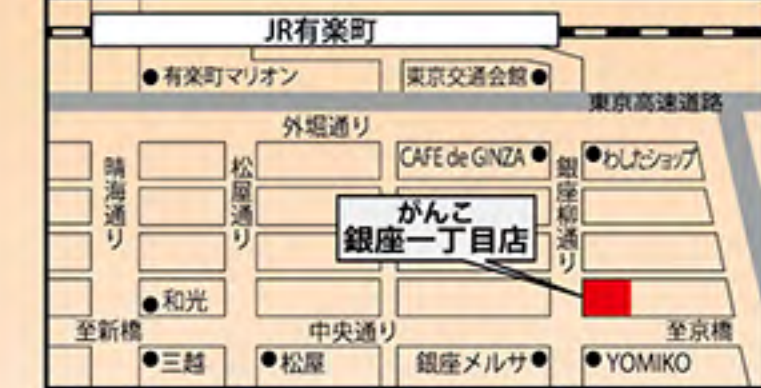 JR有楽町
有楽町マリオン
東京交通会館
東京高速道路
外堀通り
CAFE de GINZA
わしたショップ
晴海通り
松屋通り
銀座柳通り
がんこ
銀座一丁目店
和光
至新橋
中央通り
至京橋
三越
松屋
銀座メルサ
YOMIKO